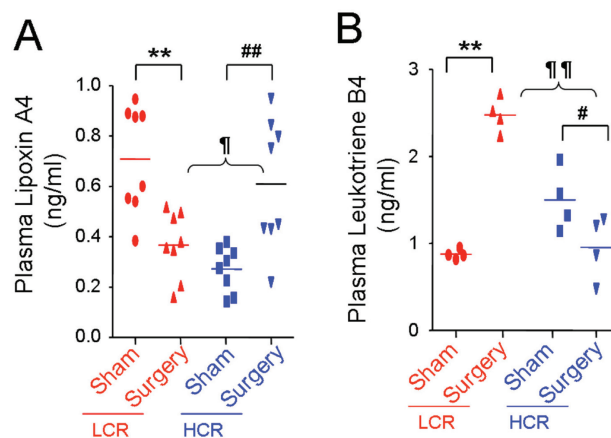 A
Plasma Lipoxin A4
(ng/ml)
1.0
0.8
0.6
0.4
0.2
0.0
**
##
¶
Sham
Surgery
Sham
Surgery
LCR
HCR
B
Plasma Leukotriene B4
(ng/ml)
3
2
1
0
**
¶¶
#
Sham
Surgery
Sham
Surgery
LCR
HCR